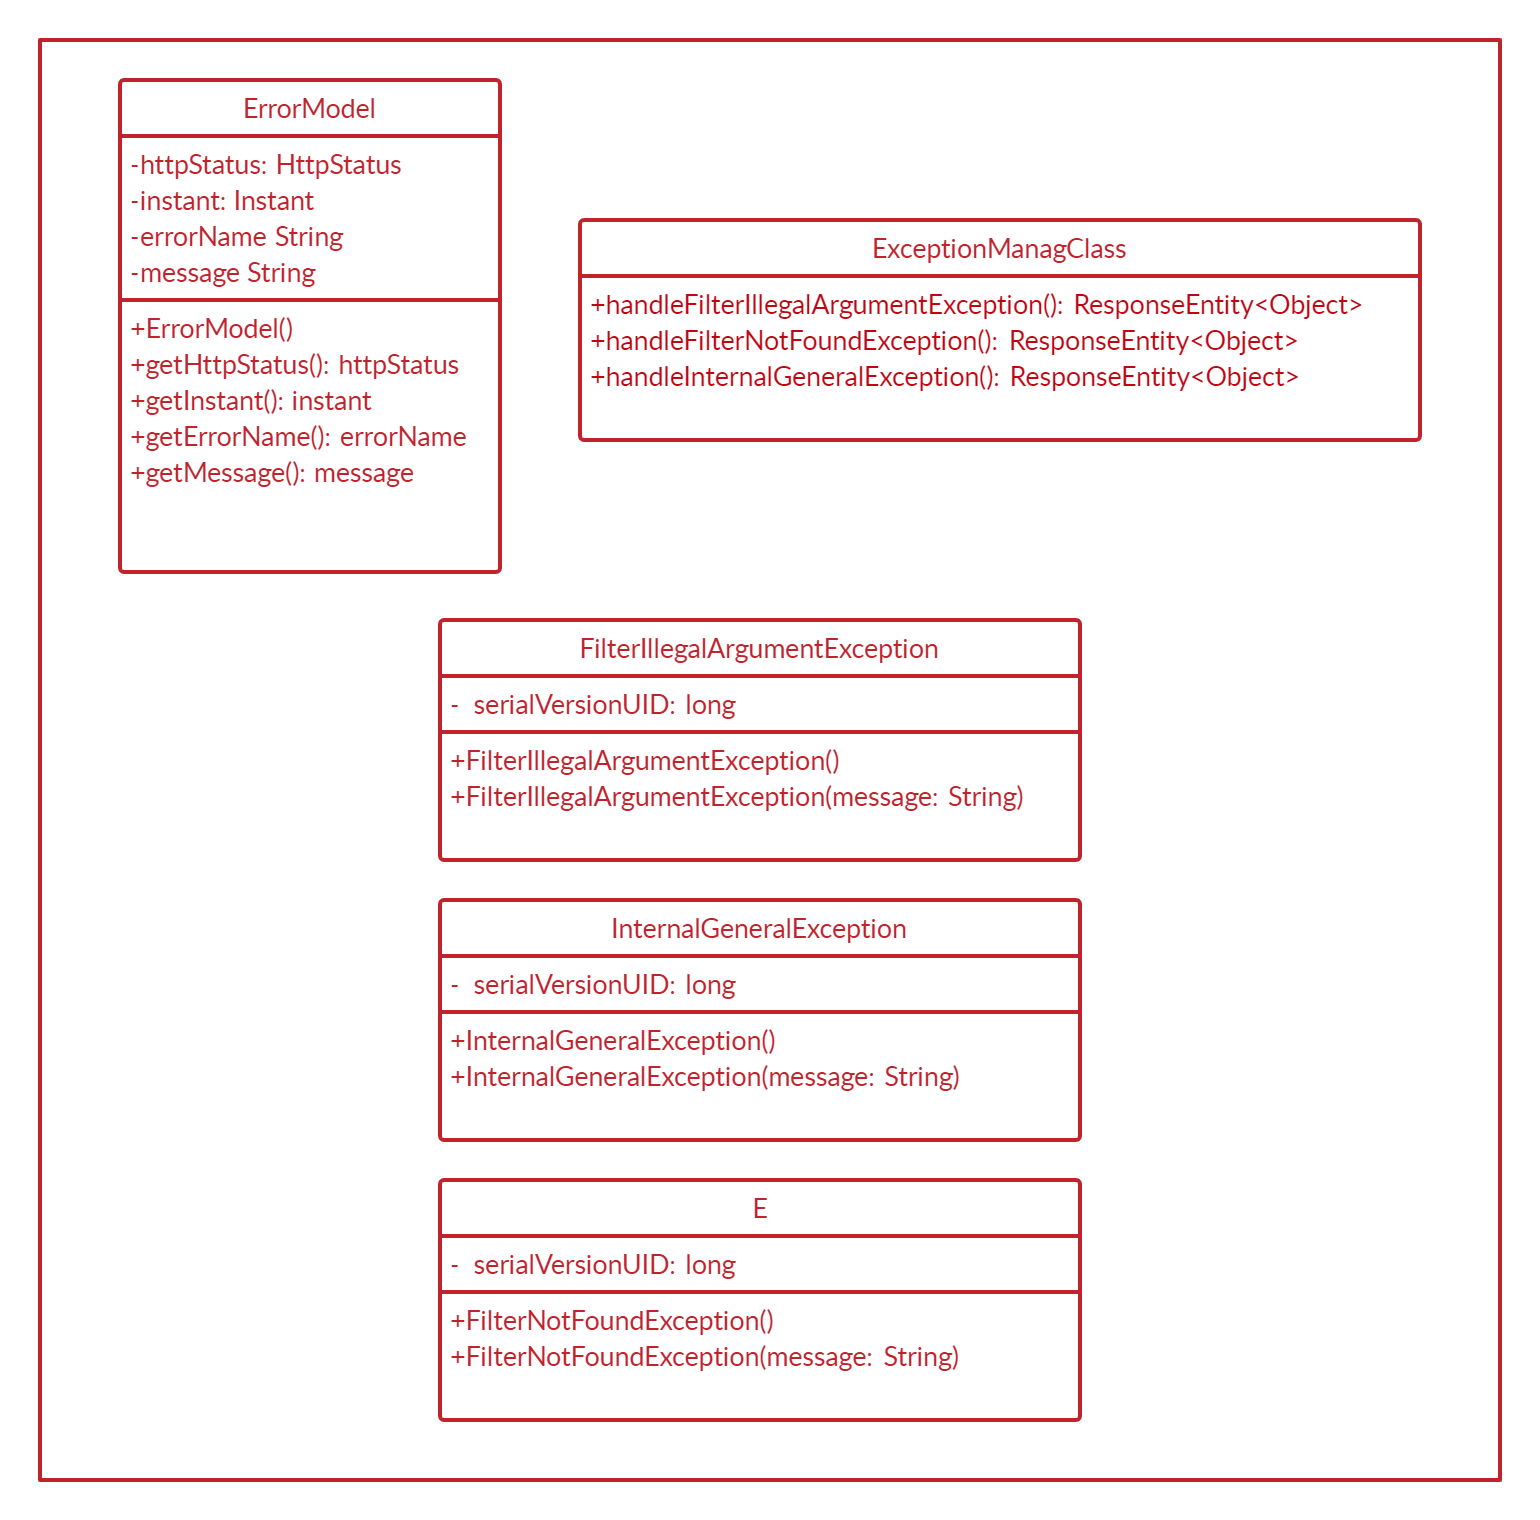 ErrorModel
-httpStatus: HttpStatus
-instant: Instant
-errorName String
-message String
+ErrorModel()
+getHttpStatus(): httpStatus
+getInstant(): instant
+getErrorName(): errorName
+getMessage(): message
ExceptionManagClass
+handleFilterIllegalArgumentException(): ResponseEntity<Object>
+handleFilterNotFoundException(): ResponseEntity<Object>
+handleInternalGeneralException(): ResponseEntity<Object>
FilterIllegalArgumentException
- serialVersionUID: long
+FilterIllegalArgumentException()
+FilterIllegalArgumentException(message: String)
InternalGeneralException
- serialVersionUID: long
+InternalGeneralException()
+InternalGeneralException(message: String)
E
- serialVersionUID: long
+FilterNotFoundException()
+FilterNotFoundException(message: String)